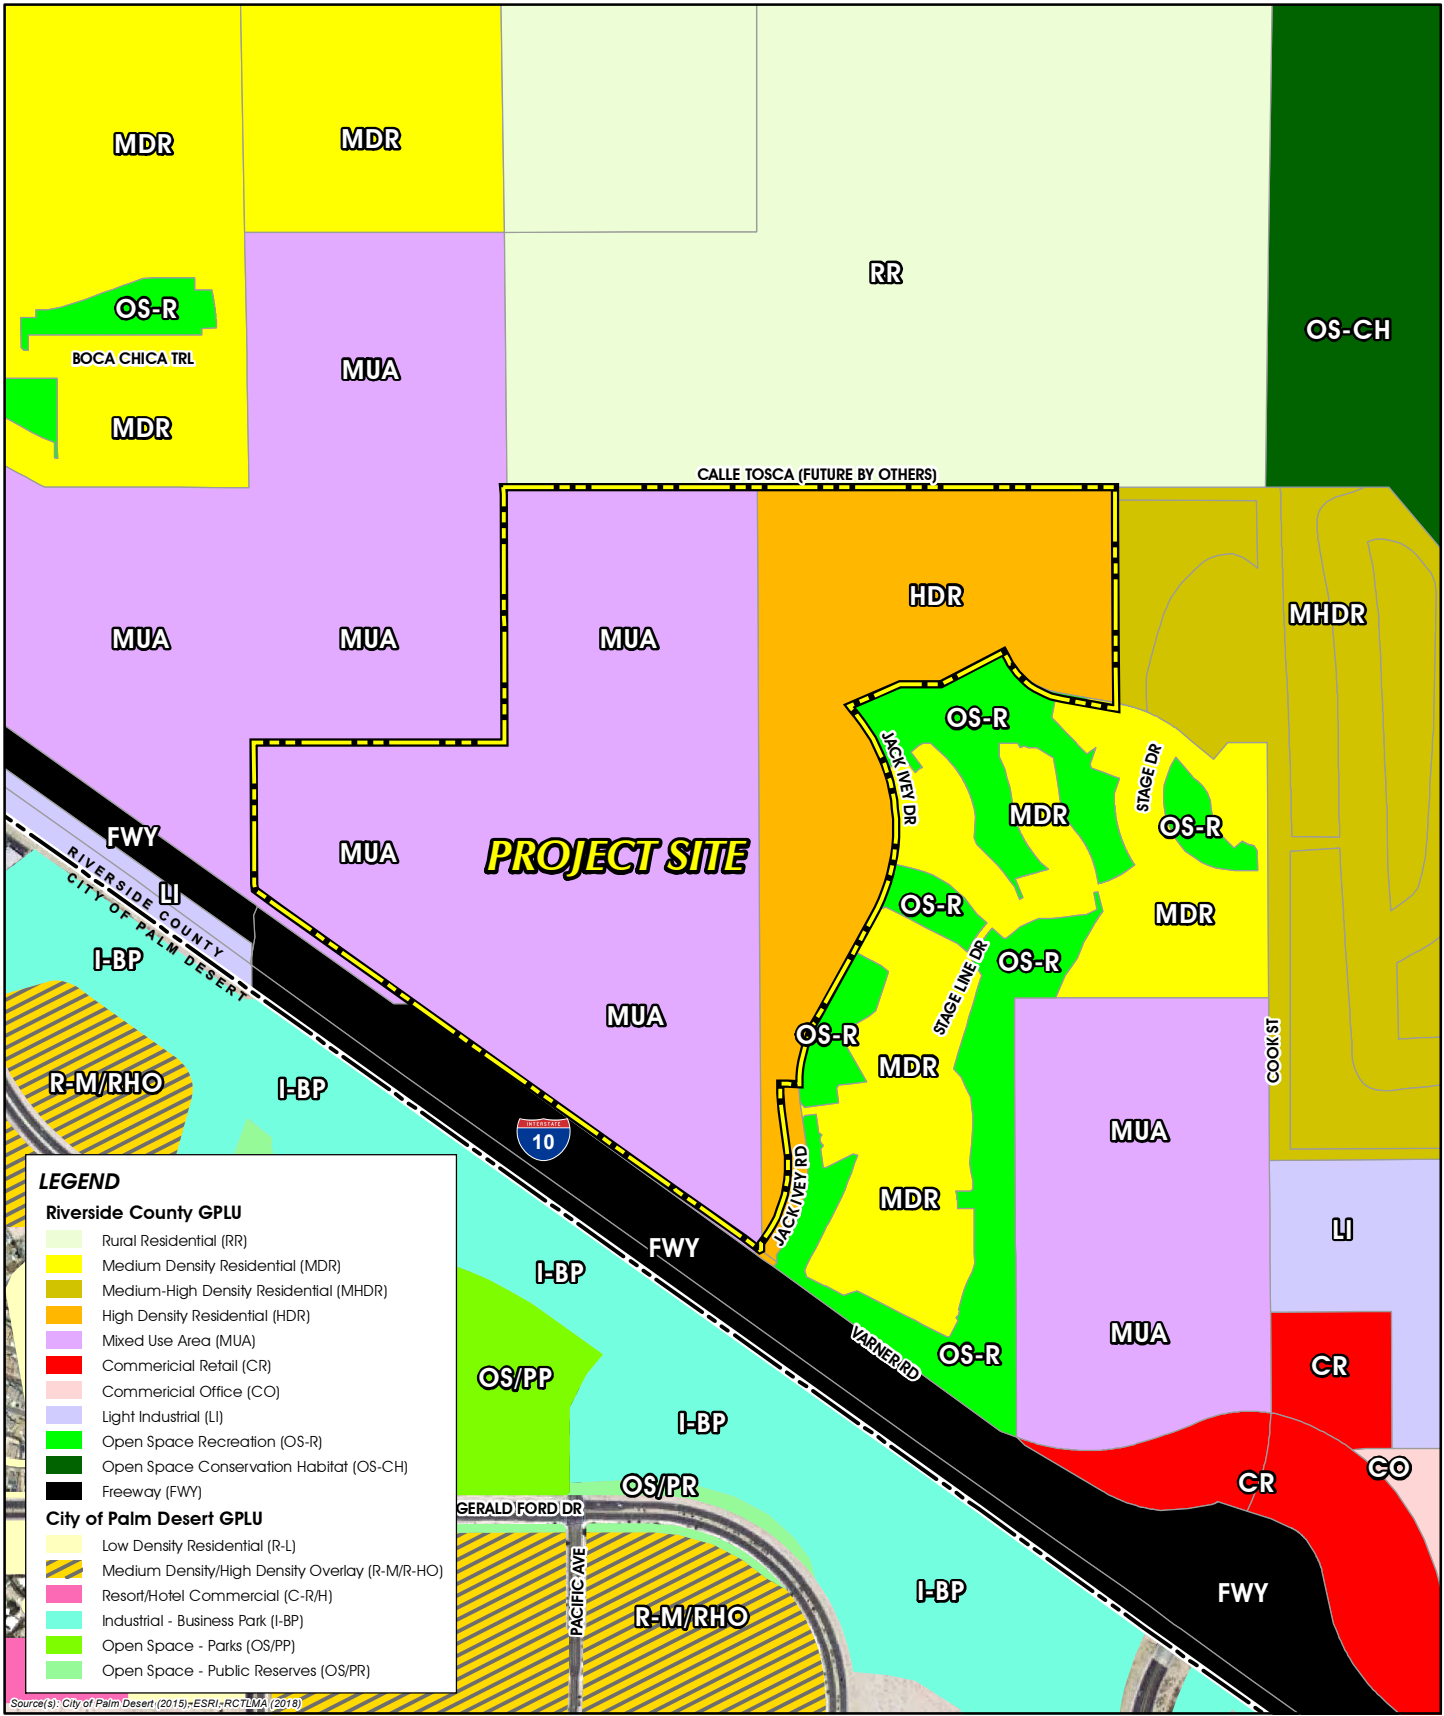 MDR
MDR
RR
OS-R
OS-CH
BOCA CHICA TRL
MUA
MDR
CALLE TOSCA (FUTURE BY OTHERS)
HDR
MHDR
MUA
MUA
MUA
OS-R
JACK IVEY DR
STAGE DR
MDR
OS-R
FWY
MUA
PROJECT SITE
LI
RIVERSIDE COUNTY
CITY OF PALM DESERT
OS-R
MDR
I-BP
OS-R
STAGE LINE DR
MUA
OS-R
COOK ST
MDR
R-M/RHO
I-BP
INTERSTATE
10
MUA
JACK IVEY RD
MDR
LI
FWY
I-BP
VARNER RD
OS-R
MUA
CR
OS/PP
I-BP
CO
OS/PR
CR
GERALD FORD DR
PACIFIC AVE
I-BP
FWY
R-M/RHO
LEGEND
Riverside County GPLU
Rural Residential (RR)
Medium Density Residential (MDR)
Medium-High Density Residential (MHDR)
High Density Residential (HDR)
Mixed Use Area (MUA)
Commericial Retail (CR)
Commericial Office (CO)
Light Industrial (LI)
Open Space Recreation (OS-R)
Open Space Conservation Habitat (OS-CH)
Freeway (FWY)
City of Palm Desert GPLU
Low Density Residential (R-L)
Medium Density/High Density Overlay (R-M/R-HO)
Resort/Hotel Commercial (C-R/H)
Industrial - Business Park (I-BP)
Open Space - Parks (OS/PP)
Open Space - Public Reserves (OS/PR)
Source(s): City of Palm Desert (2015), ESRI, RCTLMA (2018)